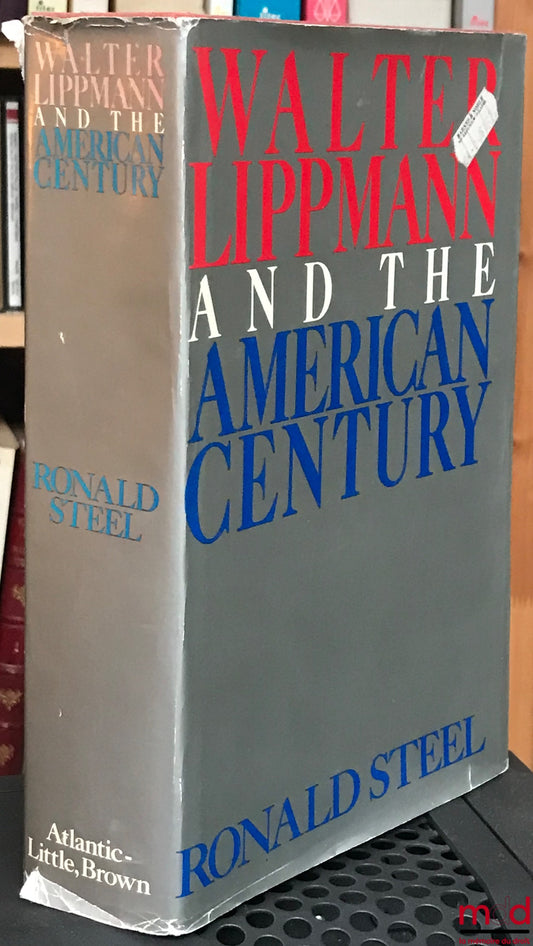 WALTER
LIPPMANN
AND THE
AMERICAN
CENTURY
RONALD
STEEL
Atlantic-
Little, Brown
WALTER
LIPPMANN
AND THE
AMERICAN
CENTURY
RONALD STEEL